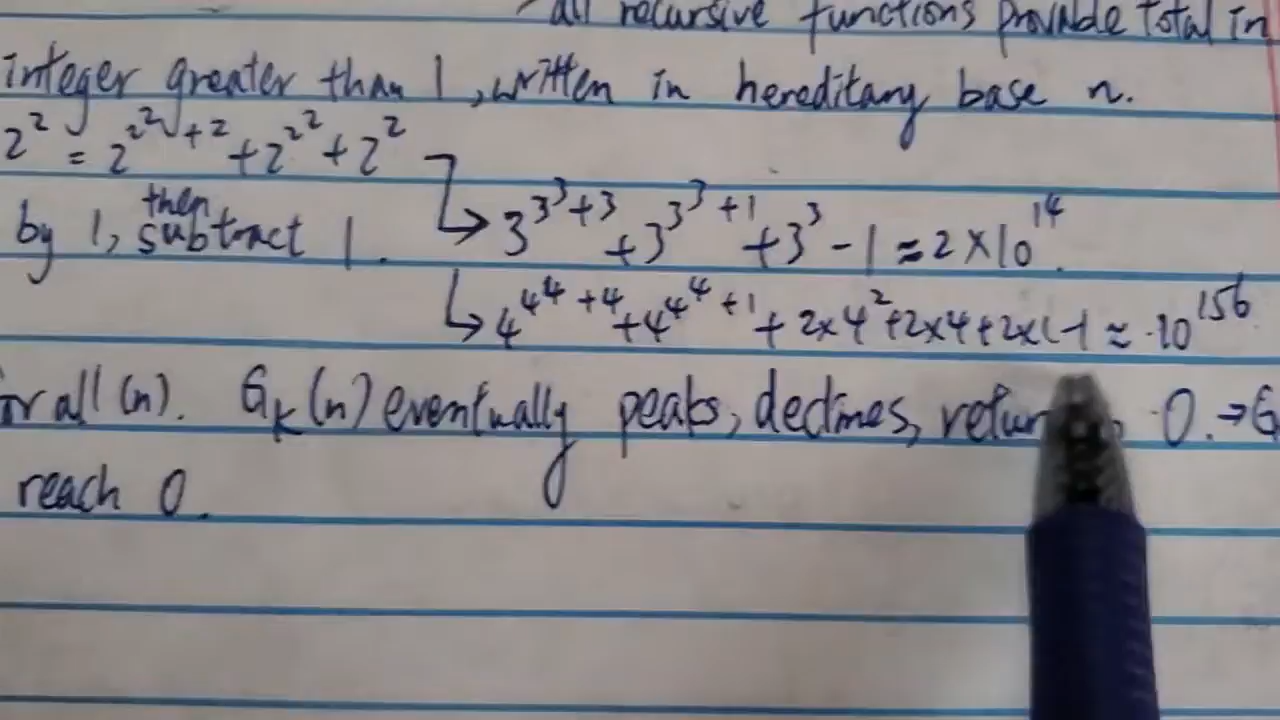 all recursive functions provable total in
integer greater than 1, written in hereditary base n.
2^2 = 2^{2^2+2} + 2^{2^2} + 2^2
by 1, then subtract 1. ↳ 3^{3^3+3} + 3^{3^3+1} + 3^3 - 1 ≈ 2×10^{14}.
↳ 4^{4^4+4} + 4^{4^4+1} + 2×4^2 + 2×4 + 2×1-1 ≈ 10^{156}
for all (n). G_k(n) eventually peaks, declines, 0. → G
reach 0.